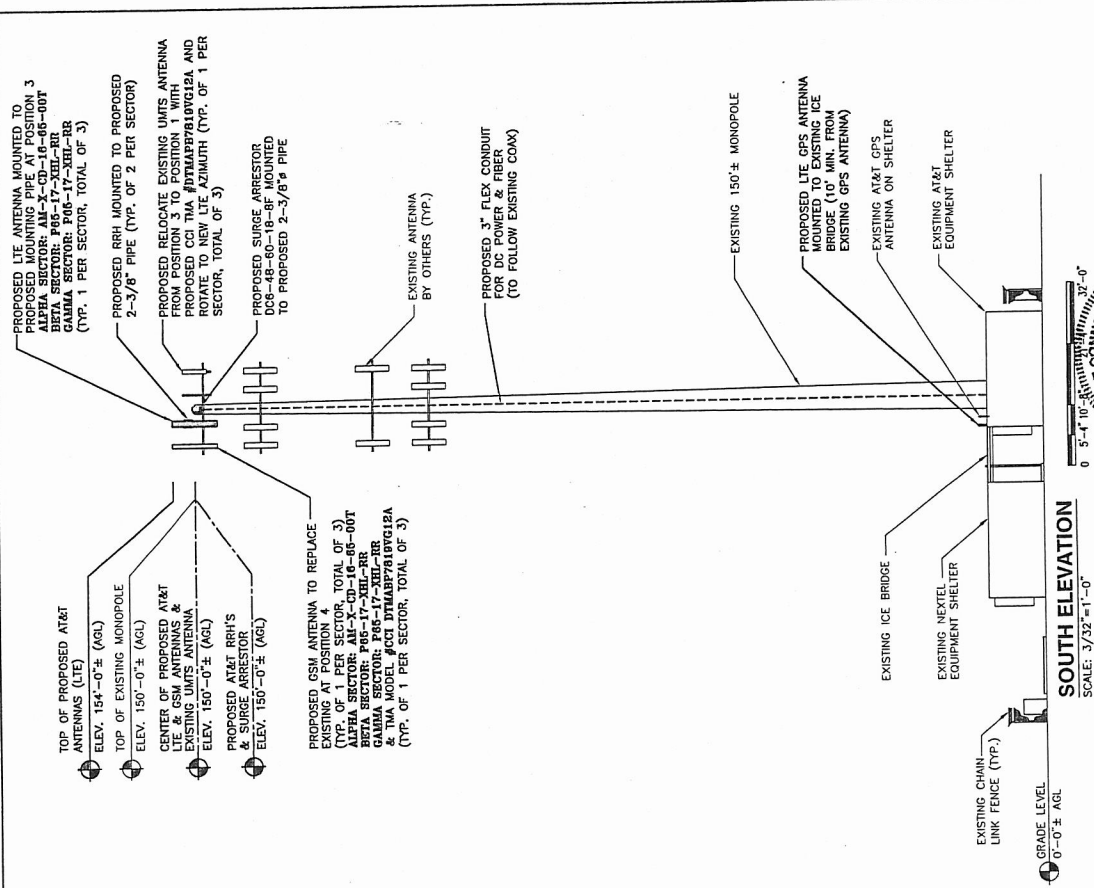 PROPOSED LTE ANTENNA MOUNTED TO
PROPOSED MOUNTING PIPE AT POSITION 3
ALPHA SECTOR: AM-X-CD-16-65-00T
BETA SECTOR: P65-17-XHL-RR
GAMMA SECTOR: P65-17-XHL-RR
(TYP. 1 PER SECTOR, TOTAL OF 3)
PROPOSED RRH MOUNTED TO PROPOSED
2-3/8" PIPE (TYP. OF 2 PER SECTOR)
PROPOSED RELOCATE EXISTING UMTS ANTENNA
FROM POSITION 3 TO POSITION 1 WITH
PROPOSED CCI TMA #DTMAPB7819VG12A AND
ROTATE TO NEW LTE AZIMUTH (TYP. OF 1 PER
SECTOR, TOTAL OF 3)
PROPOSED SURGE ARRESTOR
DC6-48-60-18-8F MOUNTED
TO PROPOSED 2-3/8"ø PIPE
EXISTING ANTENNA
BY OTHERS (TYP.)
PROPOSED 3" FLEX CONDUIT
FOR DC POWER & FIBER
(TO FOLLOW EXISTING COAX)
EXISTING 150'± MONOPOLE
PROPOSED LTE GPS ANTENNA
MOUNTED TO EXISTING ICE
BRIDGE (10' MIN. FROM
EXISTING GPS ANTENNA)
EXISTING AT&T GPS
ANTENNA ON SHELTER
EXISTING AT&T
EQUIPMENT SHELTER
TOP OF PROPOSED AT&T
ANTENNAS (LTE)
ELEV. 154'-0"± (AGL)
TOP OF EXISTING MONOPOLE
ELEV. 150'-0"± (AGL)
CENTER OF PROPOSED AT&T
LTE & GSM ANTENNAS &
EXISTING UMTS ANTENNA
ELEV. 150'-0"± (AGL)
PROPOSED AT&T RRH'S
& SURGE ARRESTOR
ELEV. 150'-0"± (AGL)
PROPOSED GSM ANTENNA TO REPLACE
EXISTING AT POSITION 4
(TYP. OF 1 PER SECTOR, TOTAL OF 3)
ALPHA SECTOR: AM-X-CD-16-65-00T
BETA SECTOR: P65-17-XHL-RR
GAMMA SECTOR: P65-17-XHL-RR
& TMA MODEL #CCI DTMABP7819VG12A
(TYP. OF 1 PER SECTOR, TOTAL OF 3)
EXISTING ICE BRIDGE
EXISTING NEXTEL
EQUIPMENT SHELTER
EXISTING CHAIN
LINK FENCE (TYP.)
GRADE LEVEL
0'-0"± AGL
SOUTH ELEVATION
SCALE: 3/32"=1'-0"
0 5'-4" 10'-8" 21' 32'-0"